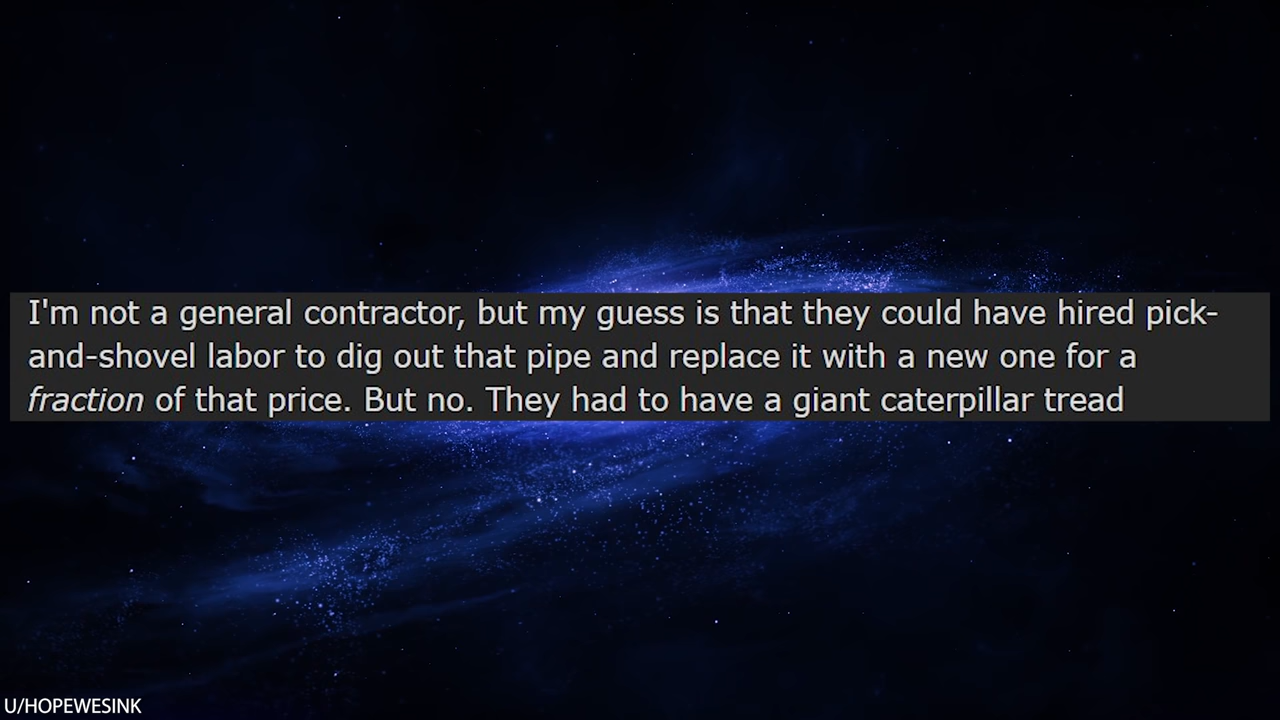 I'm not a general contractor, but my guess is that they could have hired pick-
and-shovel labor to dig out that pipe and replace it with a new one for a
fraction of that price. But no. They had to have a giant caterpillar tread
U/HOPEWESINK